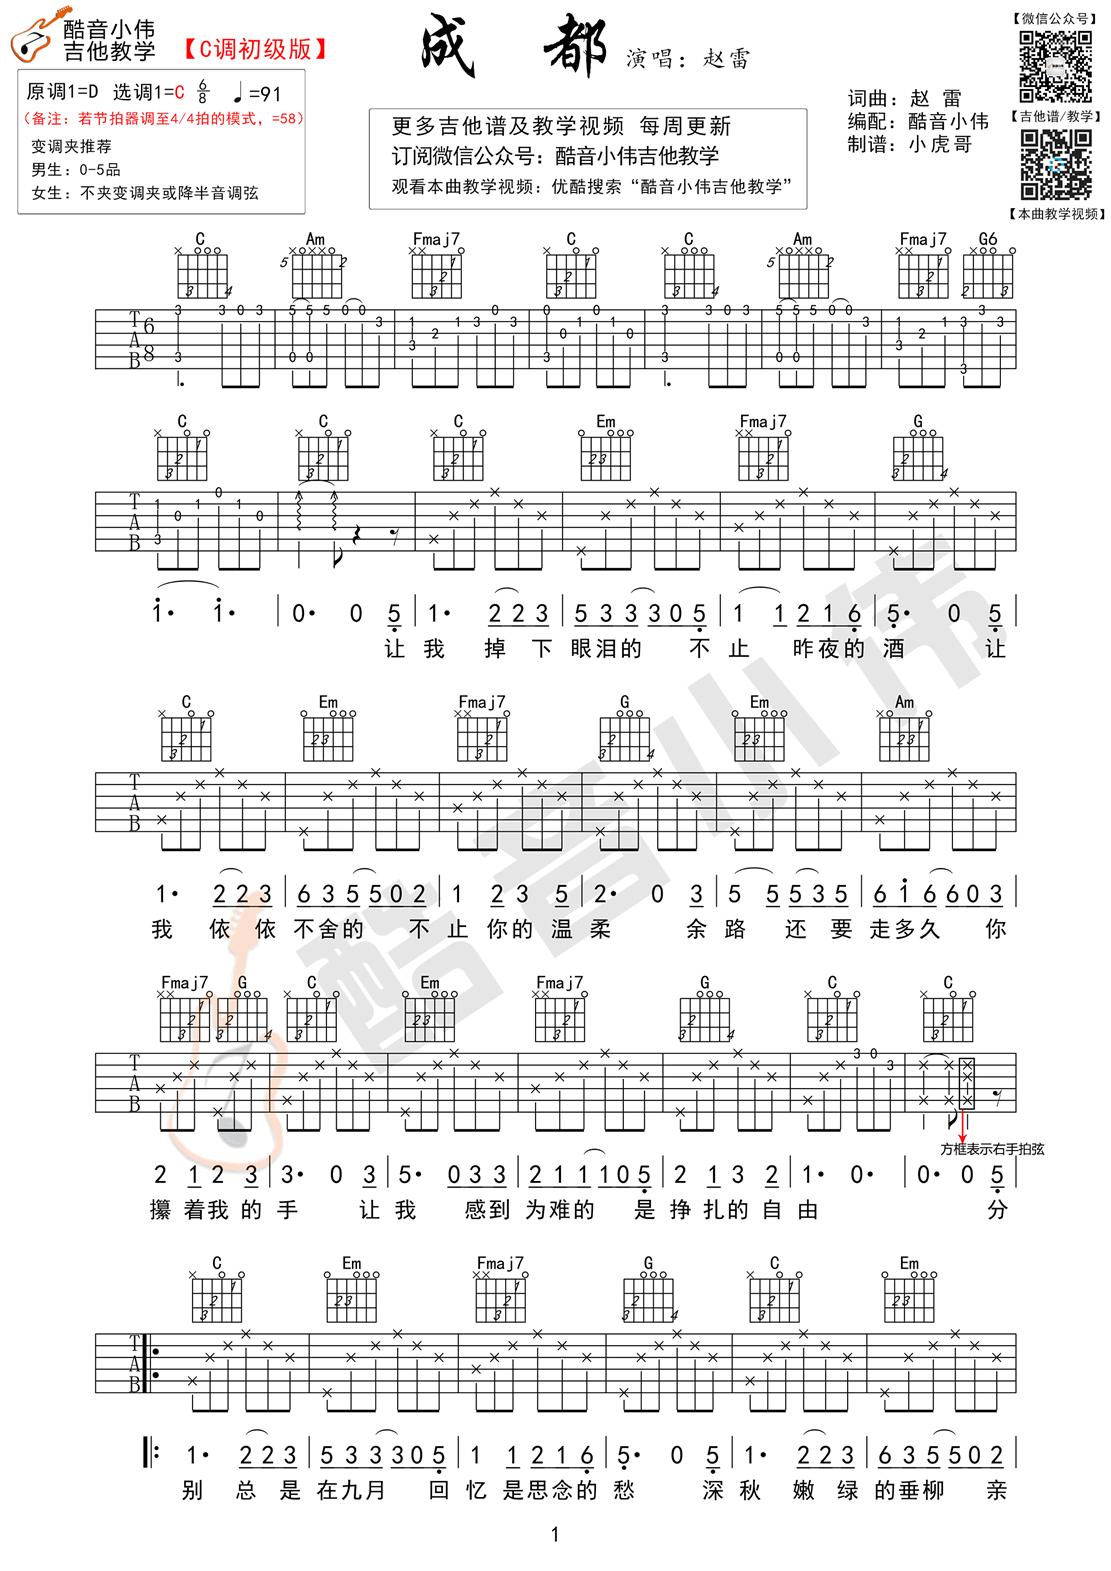 酷音小伟
吉他教学
【C调初级版】
成 都 演唱：赵雷
【微信公众号】
【吉他谱/教学】
【本曲教学视频】
原调1=D 选调1=C 6/8 ♩=91
（备注：若节拍器调至4/4拍的模式，=58）
变调夹推荐
男生：0-5品
女生：不夹变调夹或降半音调弦
更多吉他谱及教学视频 每周更新
订阅微信公众号：酷音小伟吉他教学
观看本曲教学视频：优酷搜索“酷音小伟吉他教学”
词曲：赵 雷
编配：酷音小伟
制谱：小虎哥
C Am Fmaj7 C C Am Fmaj7 G6
C C C Em Fmaj7 G
1· 1· | 0· 0 5 | 1· 2 2 3 | 5 3 3 3 0 5 | 1 1 2 1 6 | 5· 0 5 |
让 我 掉 下 眼泪的 不 止 昨夜的 酒 让
C Em Fmaj7 G Em Am
1· 2 2 3 | 6 3 5 5 0 2 | 1 2 3 5 | 2· 0 3 | 5 5 5 3 5 | 6 1 6 6 0 3 |
我 依 依 不舍的 不 止 你的温 柔 余 路 还 要 走多久 你
Fmaj7 G C Em Fmaj7 G C C
方框表示右手拍弦
2 1 2 3 | 3· 0 3 | 5· 0 3 3 | 2 1 1 1 0 5 | 2 1 3 2 | 1· 0· | 0· 0 5 |
攥 着我 的 手 让 我 感到 为难的 是 挣 扎的 自 由 分
C Em Fmaj7 G C Em
1· 2 2 3 | 5 3 3 3 0 5 | 1 1 2 1 6 | 5· 0 5 | 1· 2 2 3 | 6 3 5 5 0 2 |
别 总 是 在九月 回 忆 是思念的 愁 深 秋 嫩 绿 的垂柳 亲
1
酷音小伟